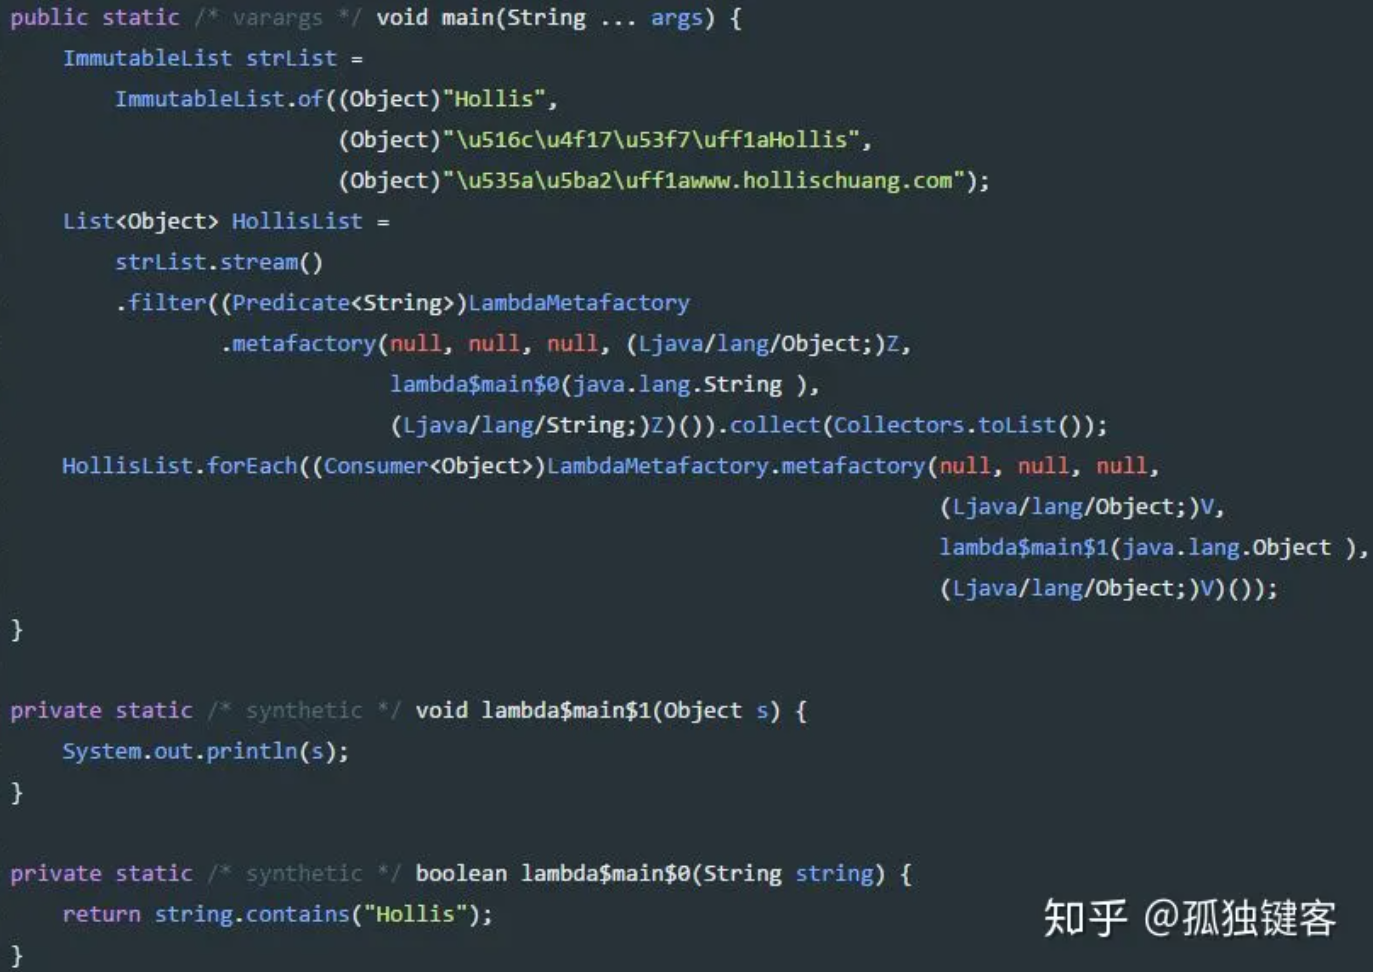 public static /* varargs */ void main(String ... args) {
    ImmutableList strList =
        ImmutableList.of((Object)"Hollis",
                         (Object)"\u516c\u4f17\u53f7\uff1aHollis",
                         (Object)"\u535a\u5ba2\uff1awww.hollischuang.com");
    List<Object> HollisList =
        strList.stream()
        .filter((Predicate<String>)LambdaMetafactory
                .metafactory(null, null, null, (Ljava/lang/Object;)Z,
                             lambda$main$0(java.lang.String ),
                             (Ljava/lang/String;)Z)()).collect(Collectors.toList());
    HollisList.forEach((Consumer<Object>)LambdaMetafactory.metafactory(null, null, null,
                                                                       (Ljava/lang/Object;)V,
                                                                       lambda$main$1(java.lang.Object ),
                                                                       (Ljava/lang/Object;)V)());
}
private static /* synthetic */ void lambda$main$1(Object s) {
    System.out.println(s);
}
private static /* synthetic */ boolean lambda$main$0(String string) {
    return string.contains("Hollis");
}
知乎 @孤独键客